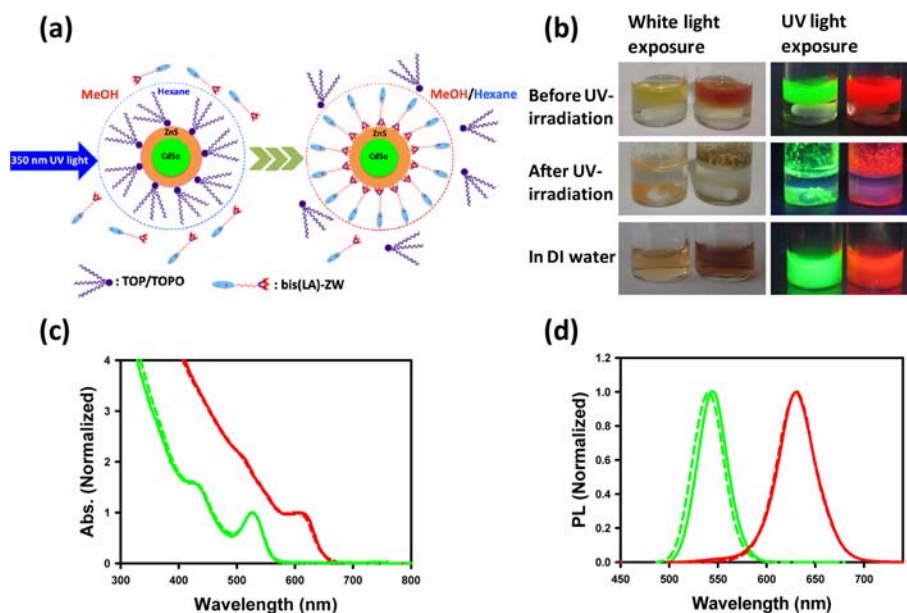 (a)
MeOH
Hexane
ZnS
CdSe
350 nm UV light
MeOH/Hexane
ZnS
CdSe
: TOP/TOPO
: bis(LA)-ZW
(b)
White light exposure
UV light exposure
Before UV-irradiation
After UV-irradiation
In DI water
(c)
Abs. (Normalized)
4
3
2
1
0
300 400 500 600 700 800
Wavelength (nm)
(d)
PL (Normalized)
1.2
1.0
0.8
0.6
0.4
0.2
0.0
450 500 550 600 650 700
Wavelength (nm)